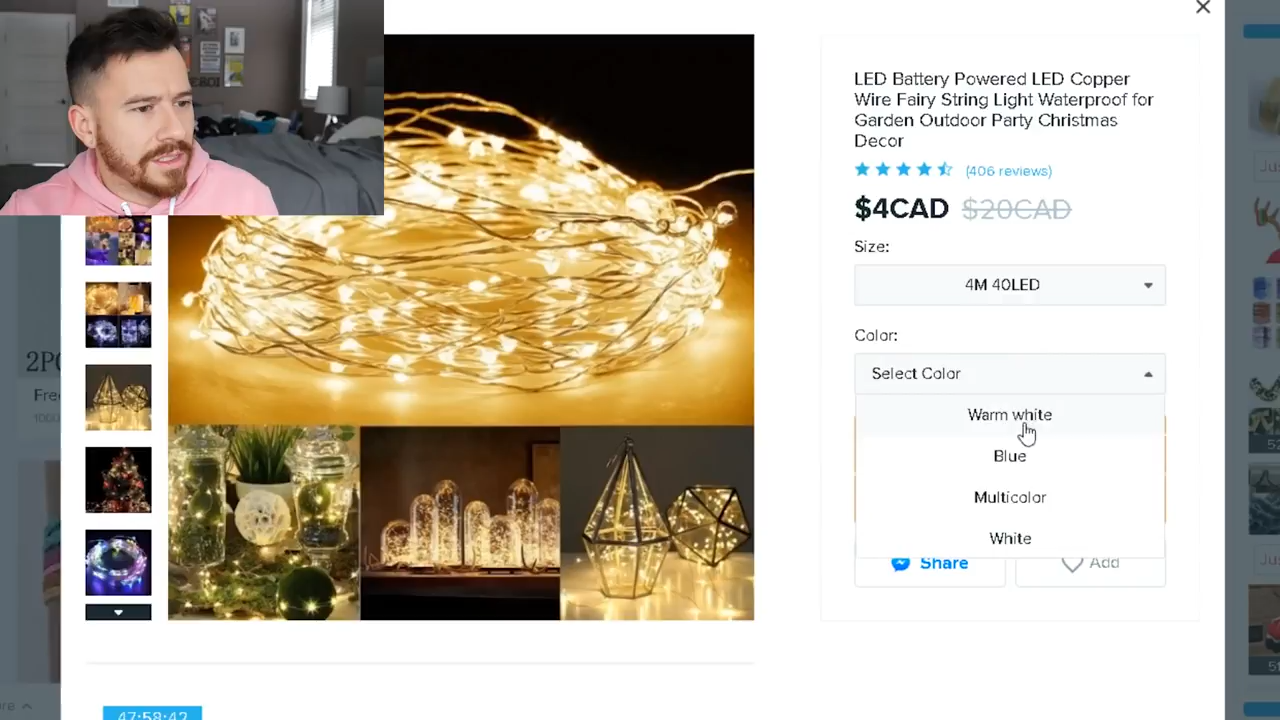 LED Battery Powered LED Copper
Wire Fairy String Light Waterproof for
Garden Outdoor Party Christmas
Decor
(406 reviews)
$4CAD $20CAD
Size:
4M 40LED
Color:
Select Color
Warm white
Blue
Multicolor
White
Share
Add
47:58:42